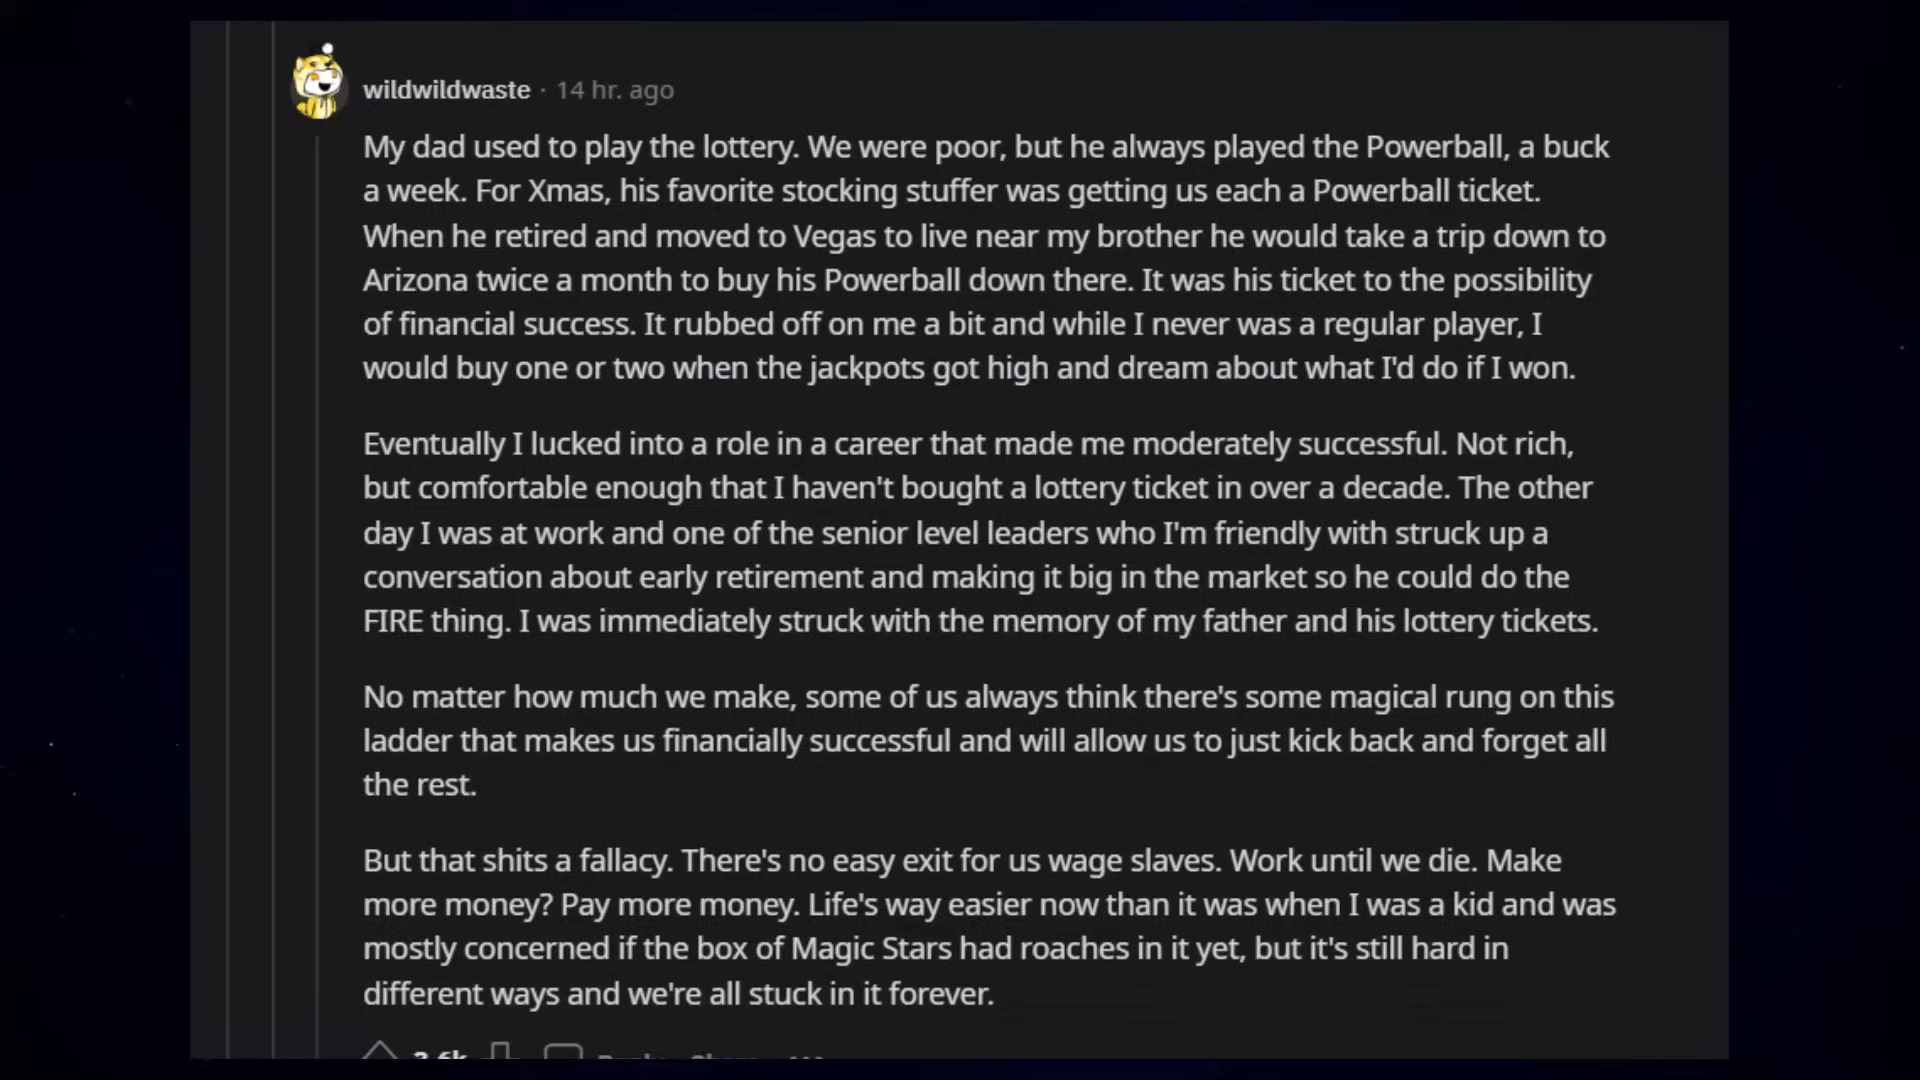 wildwildwaste · 14 hr. ago
My dad used to play the lottery. We were poor, but he always played the Powerball, a buck
a week. For Xmas, his favorite stocking stuffer was getting us each a Powerball ticket.
When he retired and moved to Vegas to live near my brother he would take a trip down to
Arizona twice a month to buy his Powerball down there. It was his ticket to the possibility
of financial success. It rubbed off on me a bit and while I never was a regular player, I
would buy one or two when the jackpots got high and dream about what I'd do if I won.
Eventually I lucked into a role in a career that made me moderately successful. Not rich,
but comfortable enough that I haven't bought a lottery ticket in over a decade. The other
day I was at work and one of the senior level leaders who I'm friendly with struck up a
conversation about early retirement and making it big in the market so he could do the
FIRE thing. I was immediately struck with the memory of my father and his lottery tickets.
No matter how much we make, some of us always think there's some magical rung on this
ladder that makes us financially successful and will allow us to just kick back and forget all
the rest.
But that shits a fallacy. There's no easy exit for us wage slaves. Work until we die. Make
more money? Pay more money. Life's way easier now than it was when I was a kid and was
mostly concerned if the box of Magic Stars had roaches in it yet, but it's still hard in
different ways and we're all stuck in it forever.